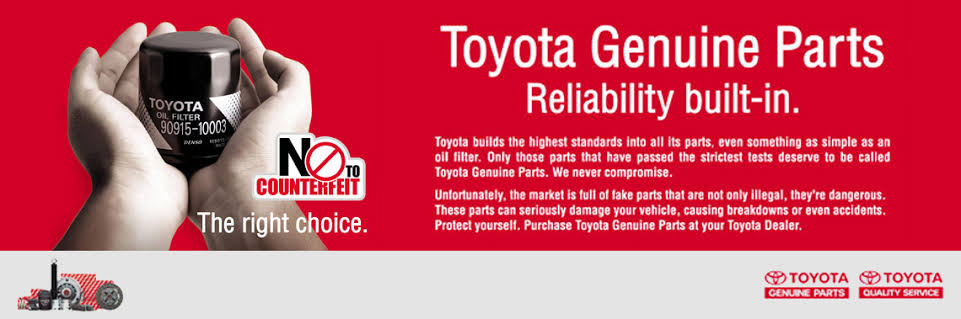 TOYOTA
OIL FILTER
90915-10003
DENSO
NO TO
COUNTERFEIT
The right choice.
Toyota Genuine Parts
Reliability built-in.
Toyota builds the highest standards into all its parts, even something as simple as an
oil filter. Only those parts that have passed the strictest tests deserve to be called
Toyota Genuine Parts. We never compromise.
Unfortunately, the market is full of fake parts that are not only illegal, they're dangerous.
These parts can seriously damage your vehicle, causing breakdowns or even accidents.
Protect yourself. Purchase Toyota Genuine Parts at your Toyota Dealer.
TOYOTA
GENUINE PARTS
TOYOTA
QUALITY SERVICE